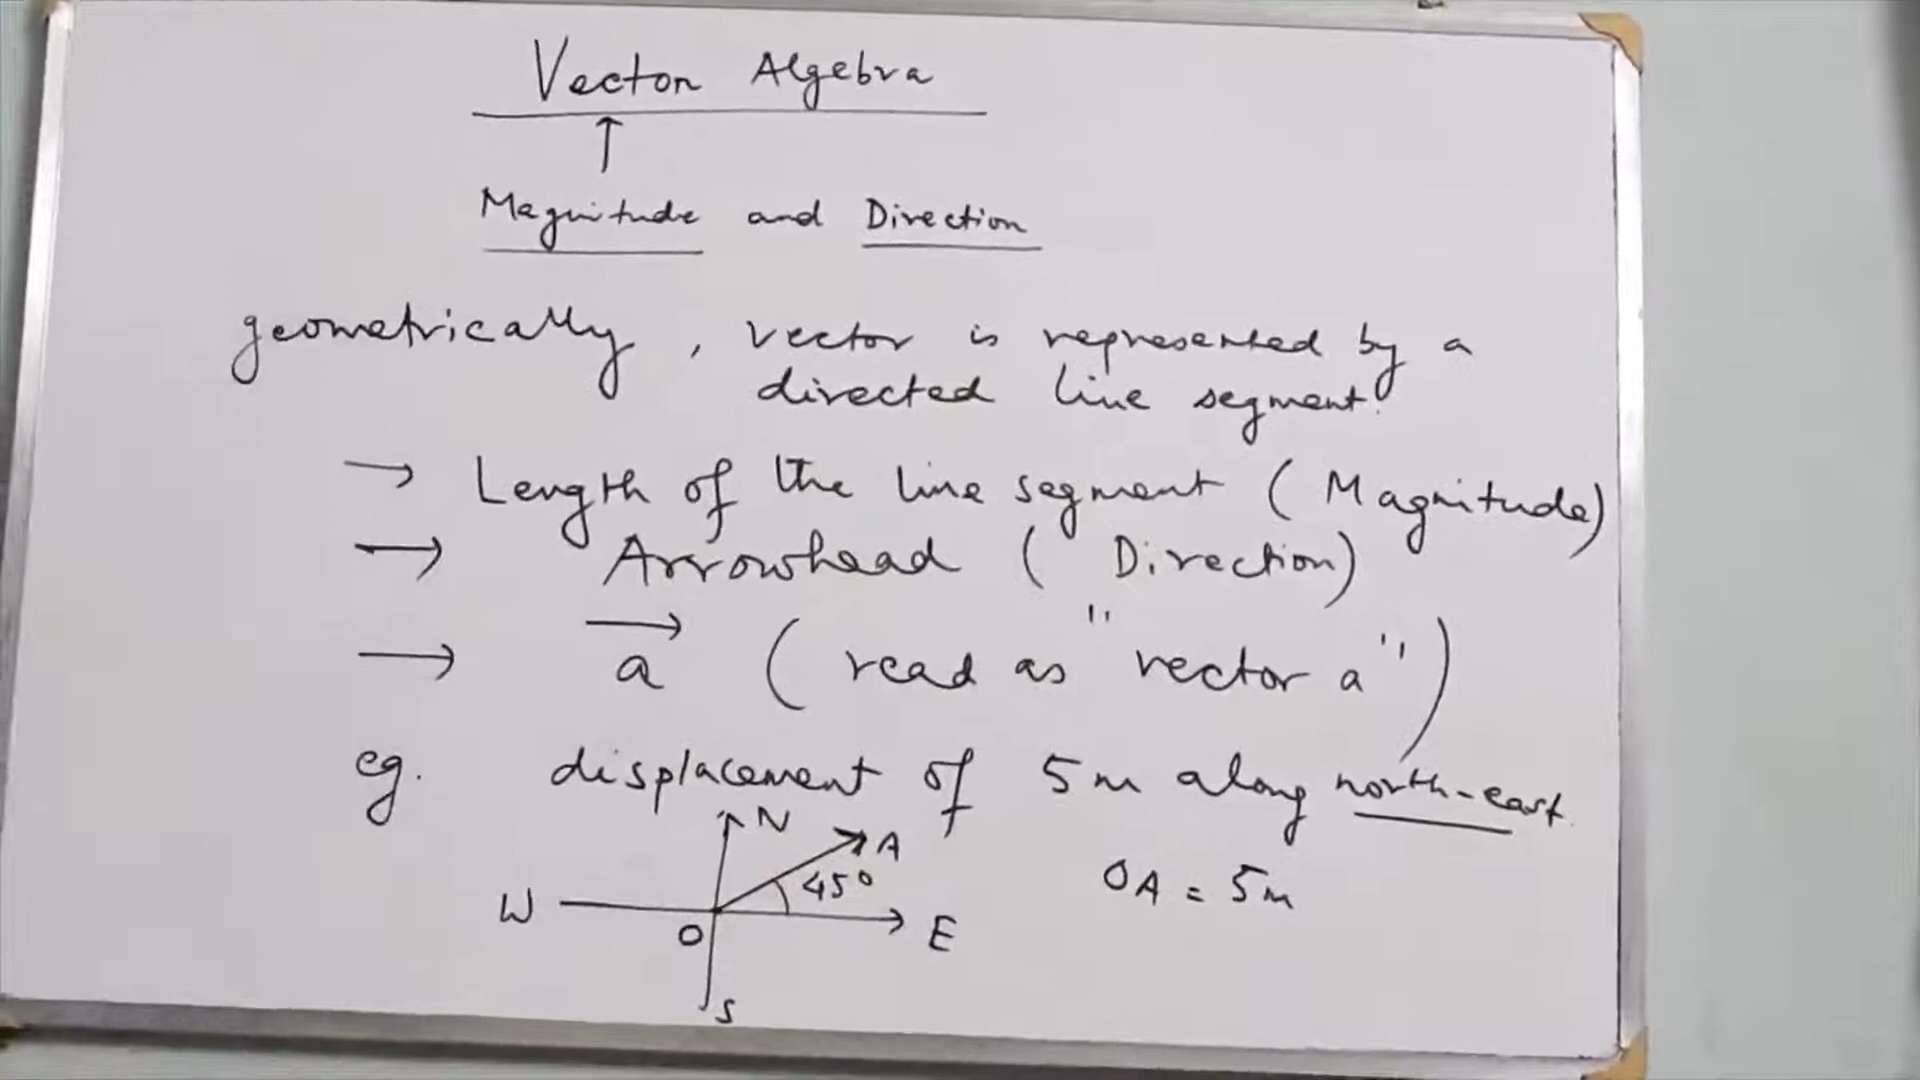 Vector Algebra
↑
Magnitude and Direction
geometrically, vector is represented by a
directed line segment.
→ Length of the line segment (Magnitude)
→ Arrowhead (Direction)
→ a⃗ (read as "vector a")
eg. displacement of 5m along north-east.
N
A
45°
OA = 5m
W
O
E
S